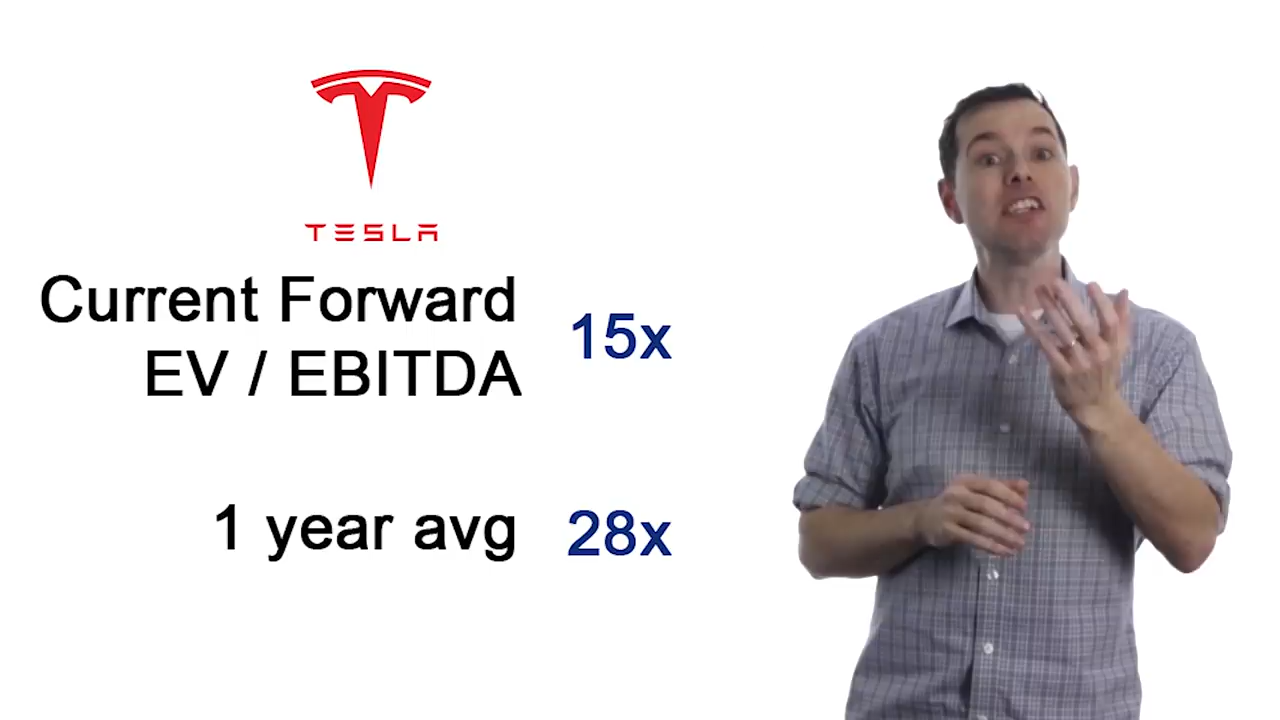 TESLA
Current Forward
EV / EBITDA
15x
1 year avg
28x